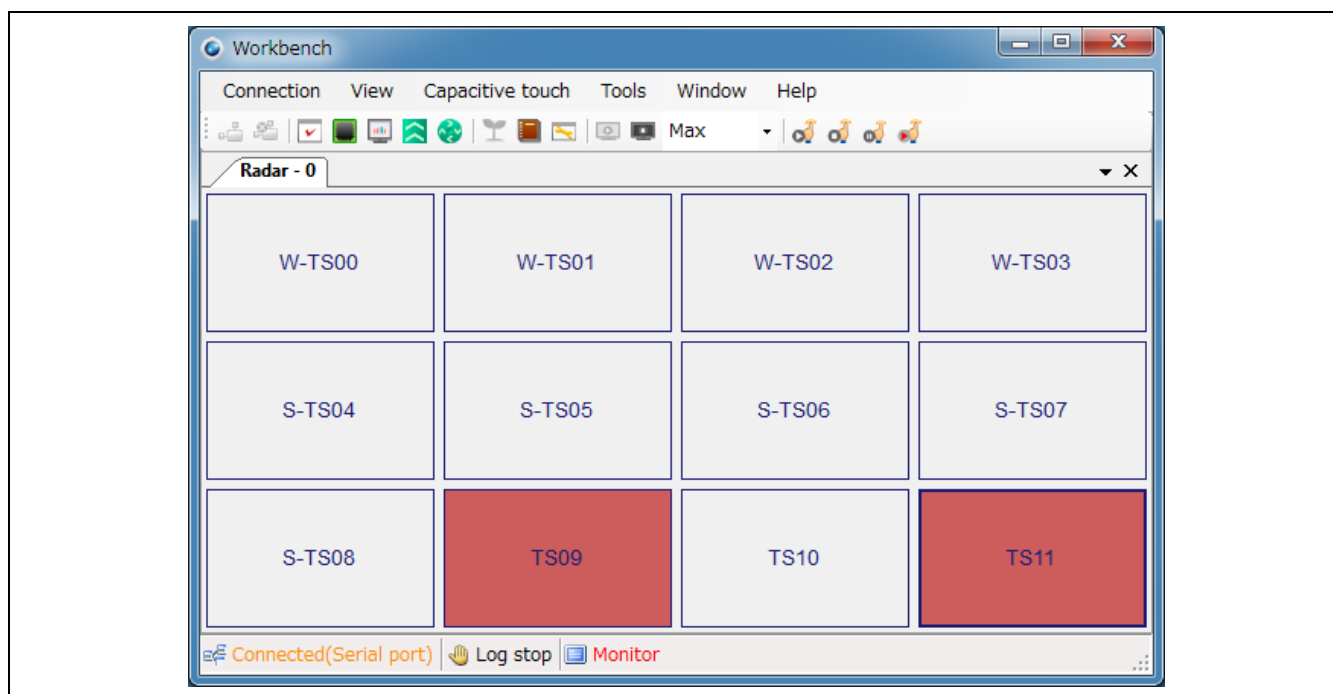 Workbench
Connection View Capacitive touch Tools Window Help
Max
Radar - 0
W-TS00 W-TS01 W-TS02 W-TS03
S-TS04 S-TS05 S-TS06 S-TS07
S-TS08 TS09 TS10 TS11
Connected(Serial port) Log stop Monitor